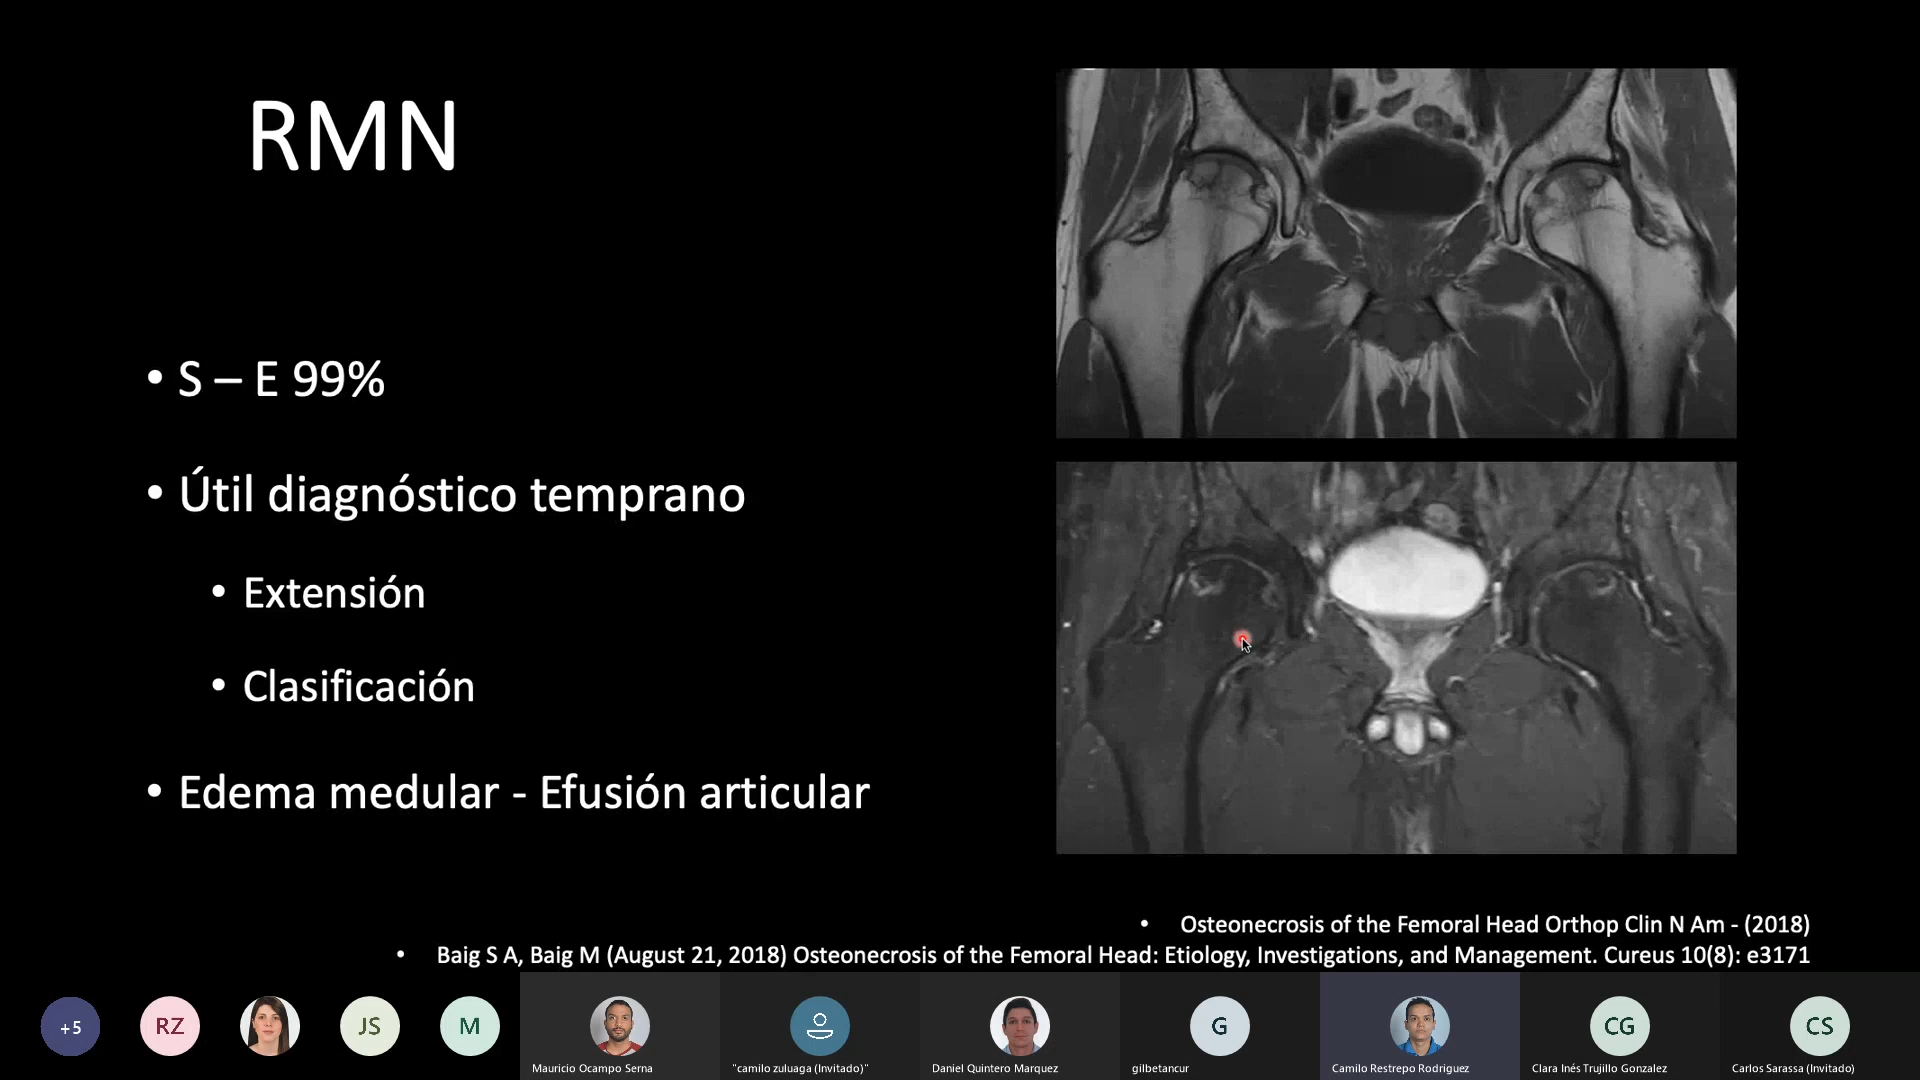 RMN
• S – E 99%
• Útil diagnóstico temprano
• Extensión
• Clasificación
• Edema medular - Efusión articular
• Osteonecrosis of the Femoral Head Orthop Clin N Am - (2018)
• Baig S A, Baig M (August 21, 2018) Osteonecrosis of the Femoral Head: Etiology, Investigations, and Management. Cureus 10(8): e3171
+5
RZ
JS
M
G
CG
CS
Mauricio Ocampo Serna
"camilo zuluaga (Invitado)"
Daniel Quintero Marquez
gilbetancur
Camilo Restrepo Rodriguez
Clara Inés Trujillo Gonzalez
Carlos Sarassa (Invitado)